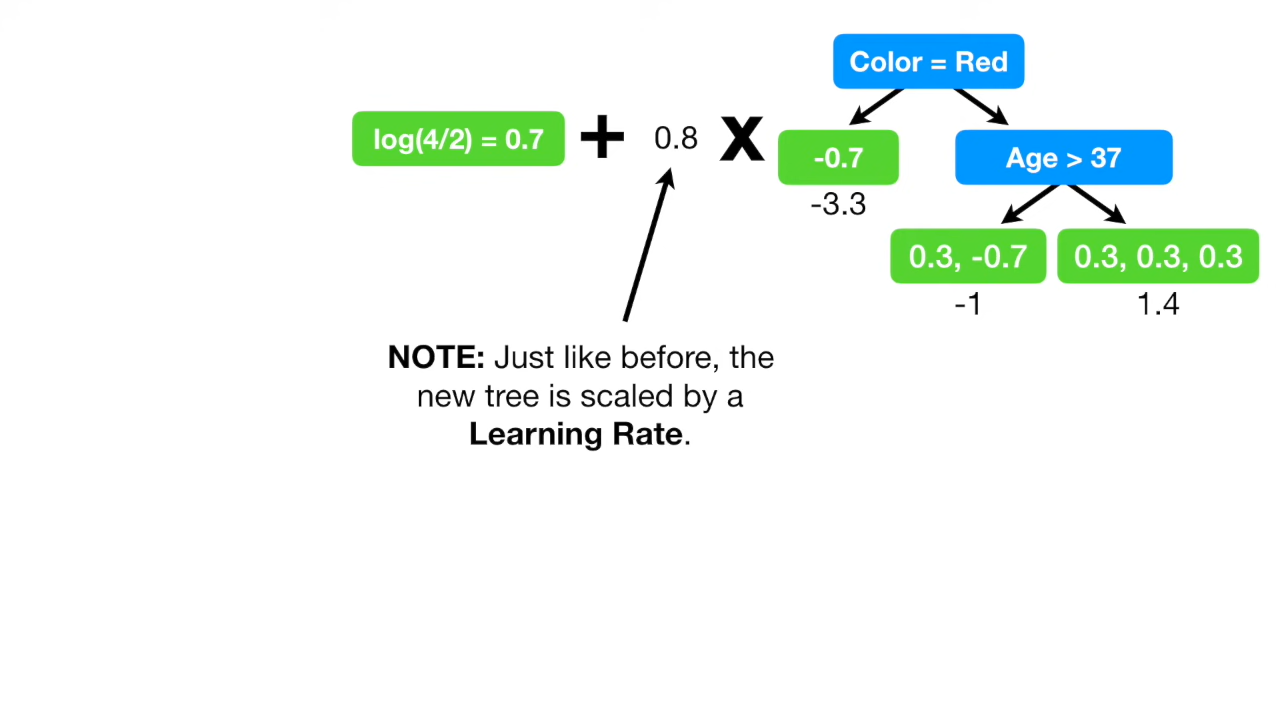 Color = Red
log(4/2) = 0.7 + 0.8 X -0.7 Age > 37
-3.3
0.3, -0.7 0.3, 0.3, 0.3
-1 1.4
NOTE: Just like before, the
new tree is scaled by a
Learning Rate.